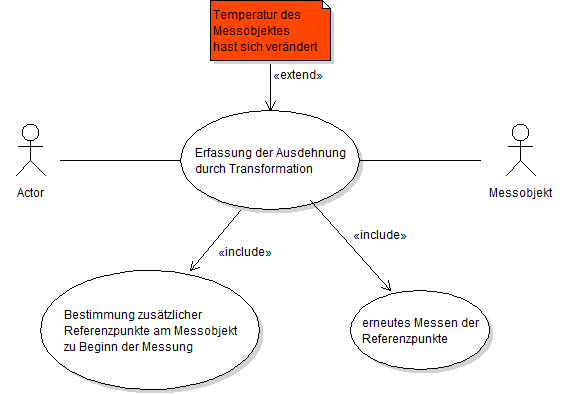 Temperatur des
Messobjektes
hast sich verändert
«extend»
Erfassung der Ausdehnung
durch Transformation
Actor
Messobjekt
«include»
«include»
Bestimmung zusätzlicher
Referenzpunkte am Messobjekt
zu Beginn der Messung
erneutes Messen der
Referenzpunkte